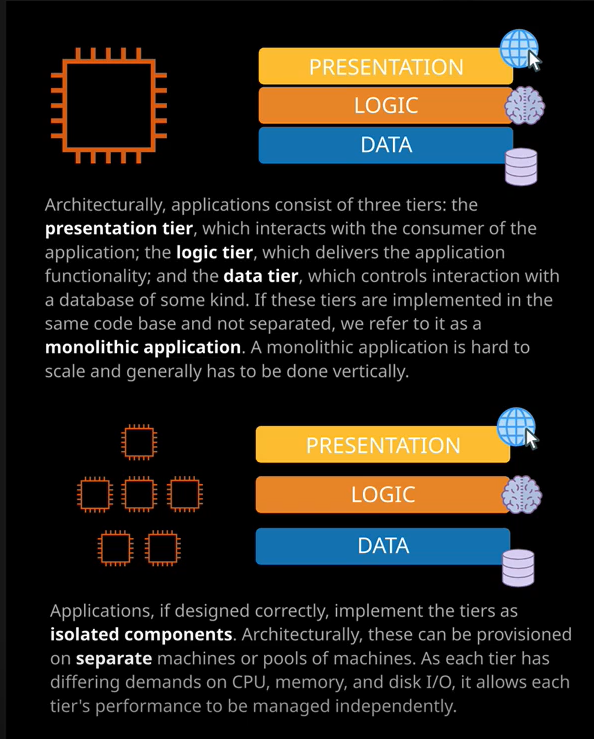 PRESENTATION
LOGIC
DATA
Architecturally, applications consist of three tiers: the
presentation tier, which interacts with the consumer of the
application; the logic tier, which delivers the application
functionality; and the data tier, which controls interaction with
a database of some kind. If these tiers are implemented in the
same code base and not separated, we refer to it as a
monolithic application. A monolithic application is hard to
scale and generally has to be done vertically.
PRESENTATION
LOGIC
DATA
Applications, if designed correctly, implement the tiers as
isolated components. Architecturally, these can be provisioned
on separate machines or pools of machines. As each tier has
differing demands on CPU, memory, and disk I/O, it allows each
tier's performance to be managed independently.